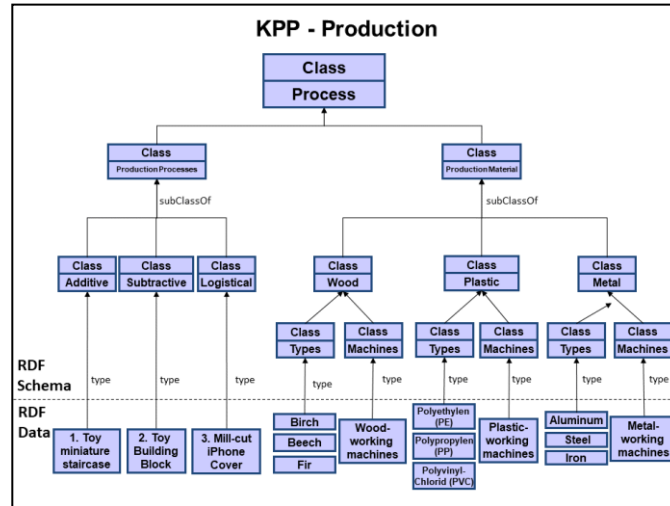 KPP - Production
Class
Process
Class
Production Processes
Class
Production Material
subClassOf
subClassOf
Class
Additive
Class
Subtractive
Class
Logistical
Class
Wood
Class
Plastic
Class
Metal
Class
Types
Class
Machines
Class
Types
Class
Machines
Class
Types
Class
Machines
RDF
Schema
type
type
type
type
type
type
type
type
type
RDF
Data
1. Toy
miniature
staircase
2. Toy
Building
Block
3. Mill-cut
iPhone
Cover
Birch
Beech
Fir
Wood-
working
machines
Polyethylen
(PE)
Polypropylen
(PP)
Polyvinyl-
Chlorid (PVC)
Plastic-
working
machines
Aluminum
Steel
Iron
Metal-
working
machines